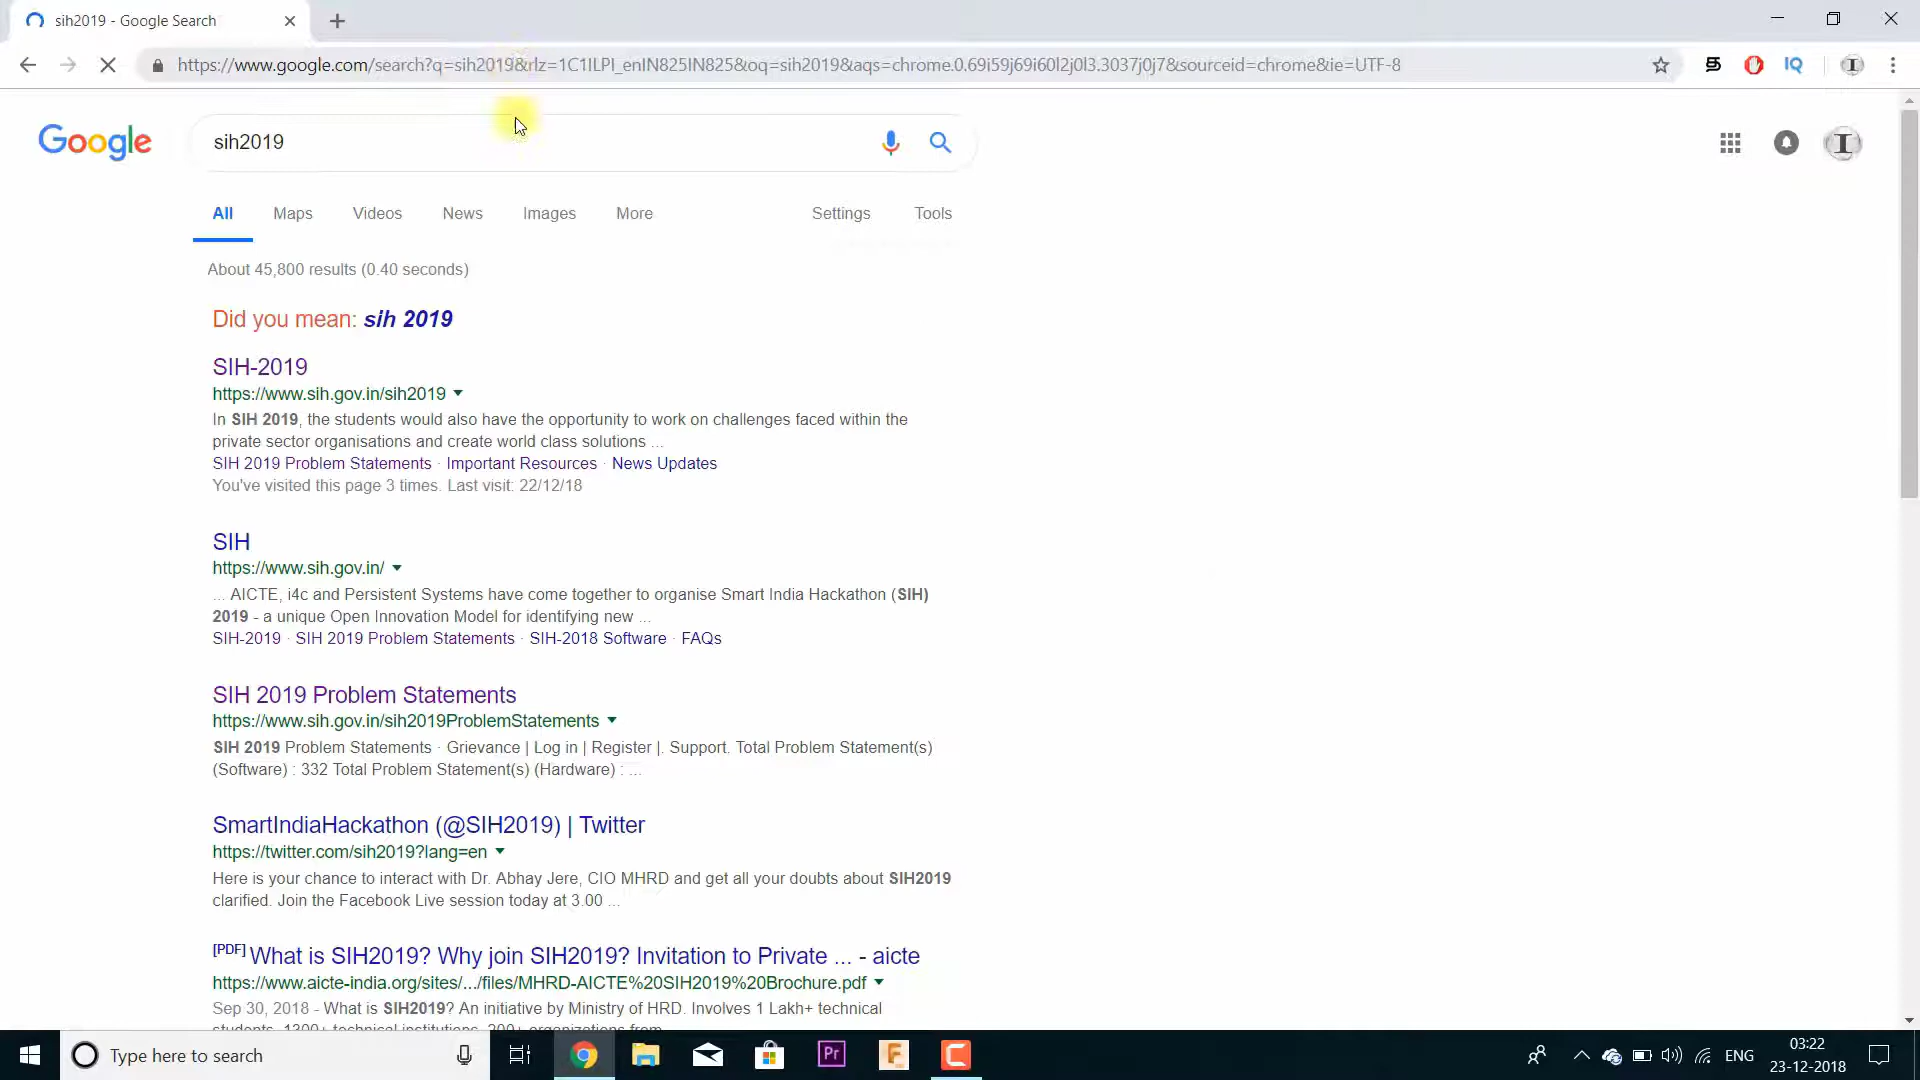 sih2019 - Google Search
https://www.google.com/search?q=sih2019&rlz=1C1ILPI_enIN825IN825&oq=sih2019&aqs=chrome.0.69i59j69i60l2j0l3.3037j0j7&sourceid=chrome&ie=UTF-8
IQ
I
Google
sih2019
I
All Maps Videos News Images More Settings Tools
About 45,800 results (0.40 seconds)
Did you mean: sih 2019
SIH-2019
https://www.sih.gov.in/sih2019
In SIH 2019, the students would also have the opportunity to work on challenges faced within the
private sector organisations and create world class solutions ...
SIH 2019 Problem Statements · Important Resources · News Updates
You've visited this page 3 times. Last visit: 22/12/18
SIH
https://www.sih.gov.in/
... AICTE, i4c and Persistent Systems have come together to organise Smart India Hackathon (SIH)
2019 - a unique Open Innovation Model for identifying new ...
SIH-2019 · SIH 2019 Problem Statements · SIH-2018 Software · FAQs
SIH 2019 Problem Statements
https://www.sih.gov.in/sih2019ProblemStatements
SIH 2019 Problem Statements · Grievance | Log in | Register |. Support. Total Problem Statement(s)
(Software) : 332 Total Problem Statement(s) (Hardware) : ...
SmartIndiaHackathon (@SIH2019) | Twitter
https://twitter.com/sih2019?lang=en
Here is your chance to interact with Dr. Abhay Jere, CIO MHRD and get all your doubts about SIH2019
clarified. Join the Facebook Live session today at 3.00 ...
[PDF] What is SIH2019? Why join SIH2019? Invitation to Private ... - aicte
https://www.aicte-india.org/sites/.../files/MHRD-AICTE%20SIH2019%20Brochure.pdf
Sep 30, 2018 - What is SIH2019? An initiative by Ministry of HRD. Involves 1 Lakh+ technical
students, 1300+ technical institutions, 200+ organizations from
Type here to search
Pr
F
C
ENG
03:22
23-12-2018